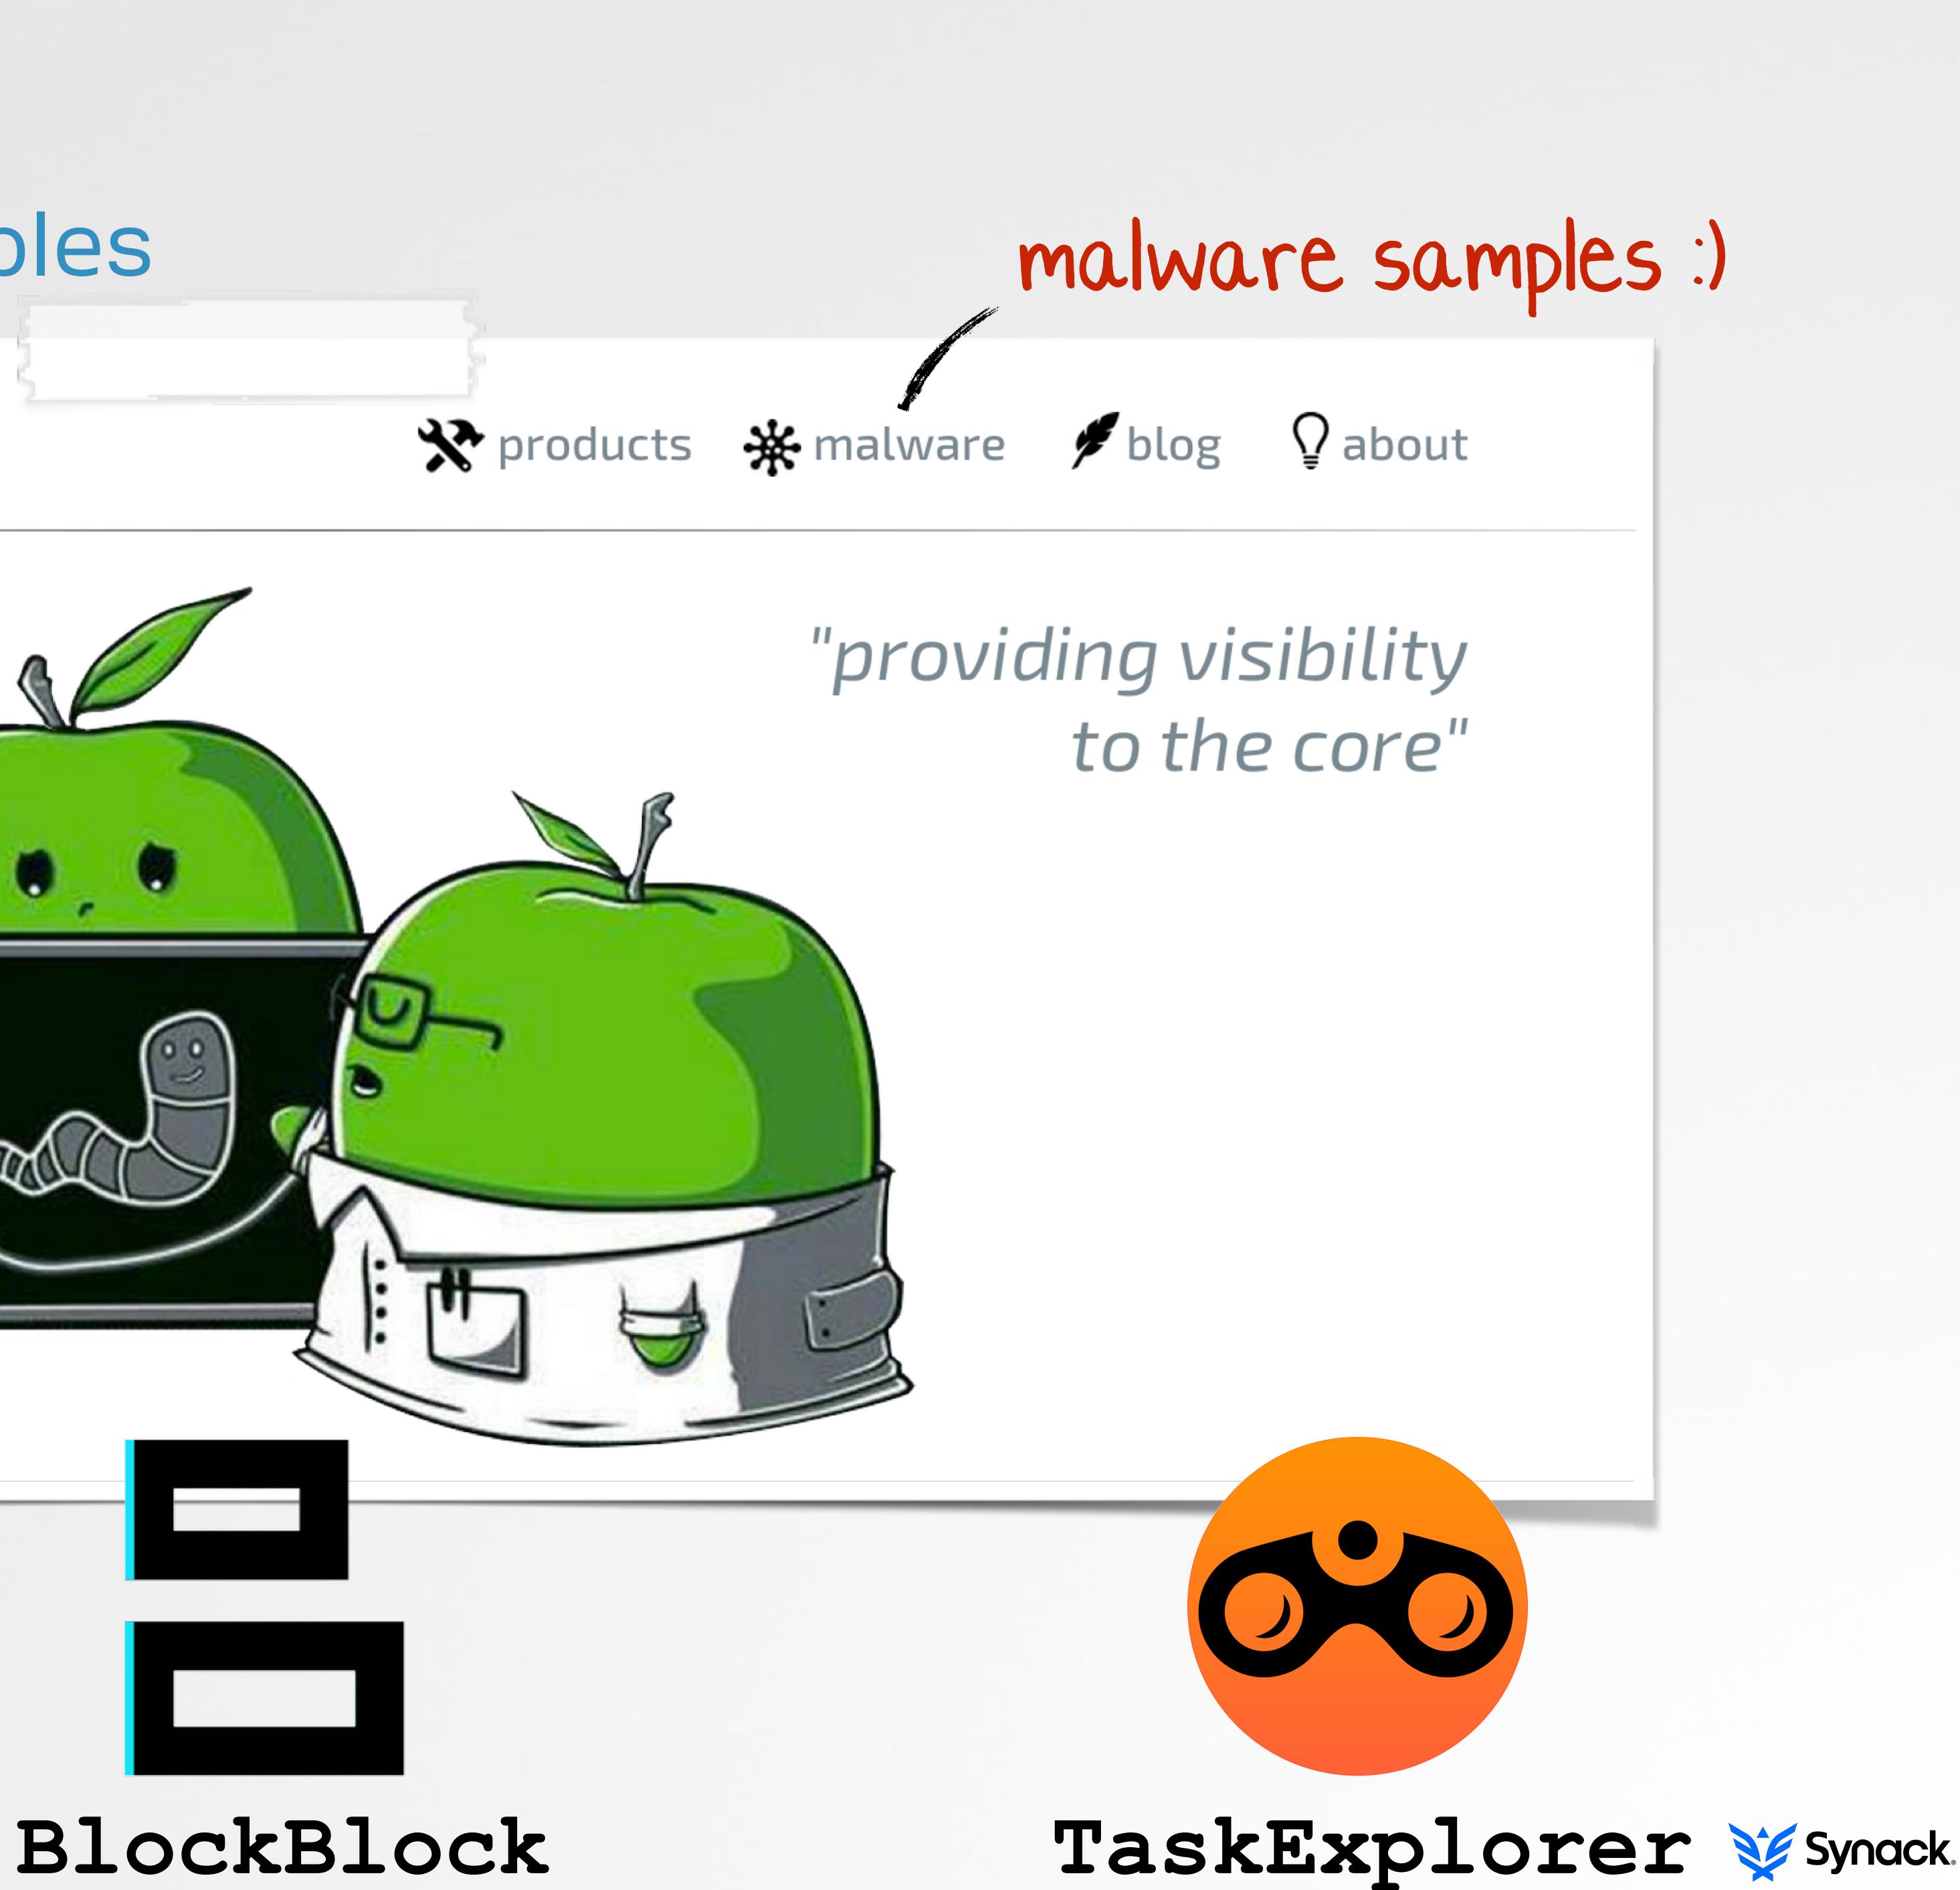 ples
malware samples :)
products malware blog about
"providing visibility
to the core"
BlockBlock
TaskExplorer
Synack